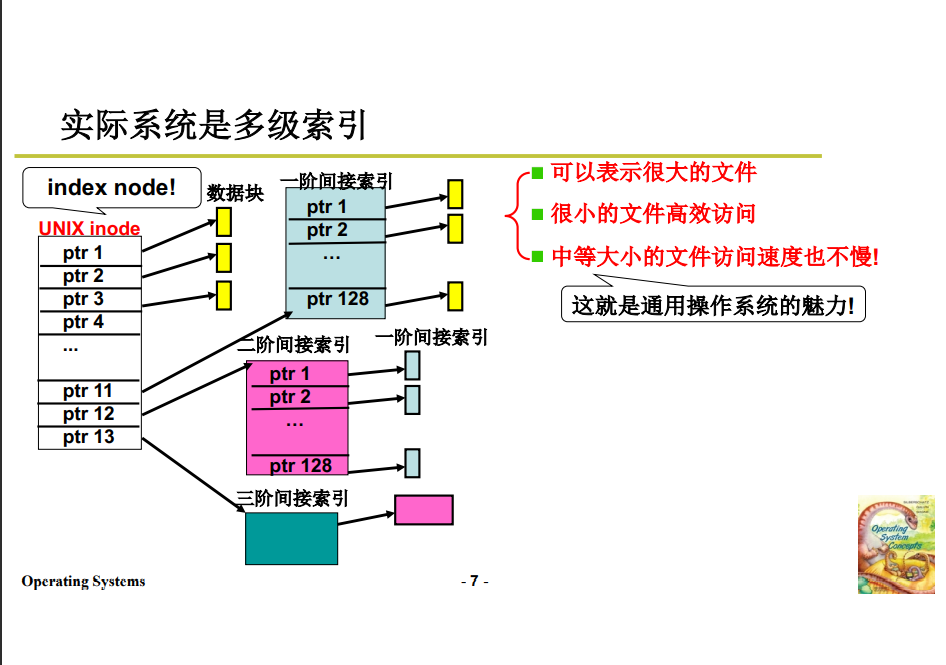 实际系统是多级索引
index node!
数据块
UNIX inode
ptr 1
ptr 2
ptr 3
ptr 4
...
ptr 11
ptr 12
ptr 13
一阶间接索引
ptr 1
ptr 2
...
ptr 128
二阶间接索引
一阶间接索引
ptr 1
ptr 2
...
ptr 128
三阶间接索引
可以表示很大的文件
很小的文件高效访问
中等大小的文件访问速度也不慢!
这就是通用操作系统的魅力!
Operating Systems
- 7 -
Operating
System
Concepts